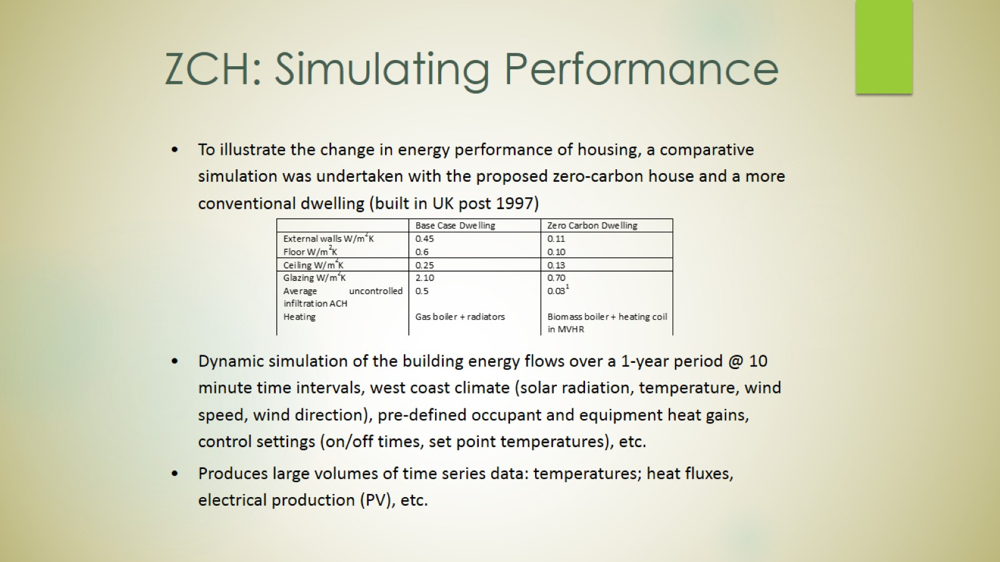 ZCH: Simulating Performance
• To illustrate the change in energy performance of housing, a comparative
simulation was undertaken with the proposed zero-carbon house and a more
conventional dwelling (built in UK post 1997)
Base Case Dwelling Zero Carbon Dwelling
External walls W/m²K 0.45 0.11
Floor W/m²K 0.6 0.10
Ceiling W/m²K 0.25 0.13
Glazing W/m²K 2.10 0.70
Average uncontrolled 0.5 0.03¹
infiltration ACH
Heating Gas boiler + radiators Biomass boiler + heating coil
in MVHR
• Dynamic simulation of the building energy flows over a 1-year period @ 10
minute time intervals, west coast climate (solar radiation, temperature, wind
speed, wind direction), pre-defined occupant and equipment heat gains,
control settings (on/off times, set point temperatures), etc.
• Produces large volumes of time series data: temperatures; heat fluxes,
electrical production (PV), etc.